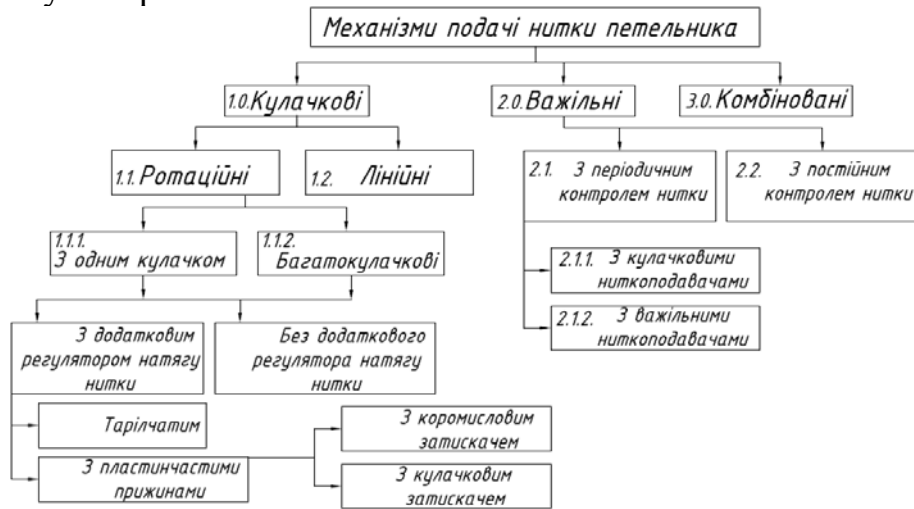 Механізми подачі нитки петельника
1.0. Кулачкові
2.0. Важільні
3.0. Комбіновані
1.1. Ротаційні
1.2. Лінійні
2.1. З періодичним
контролем нитки
2.2. З постійним
контролем нитки
1.1.1.
З одним кулачком
1.1.2.
Багатокулачкові
2.1.1. З кулачковими
ниткоподавачами
2.1.2. З важільними
ниткоподавачами
З додатковим
регулятором натягу
нитки
Без додаткового
регулятора натягу
нитки
Тарілчатим
З пластинчастими
прижинами
З коромисловим
затискачем
З кулачковим
затискачем